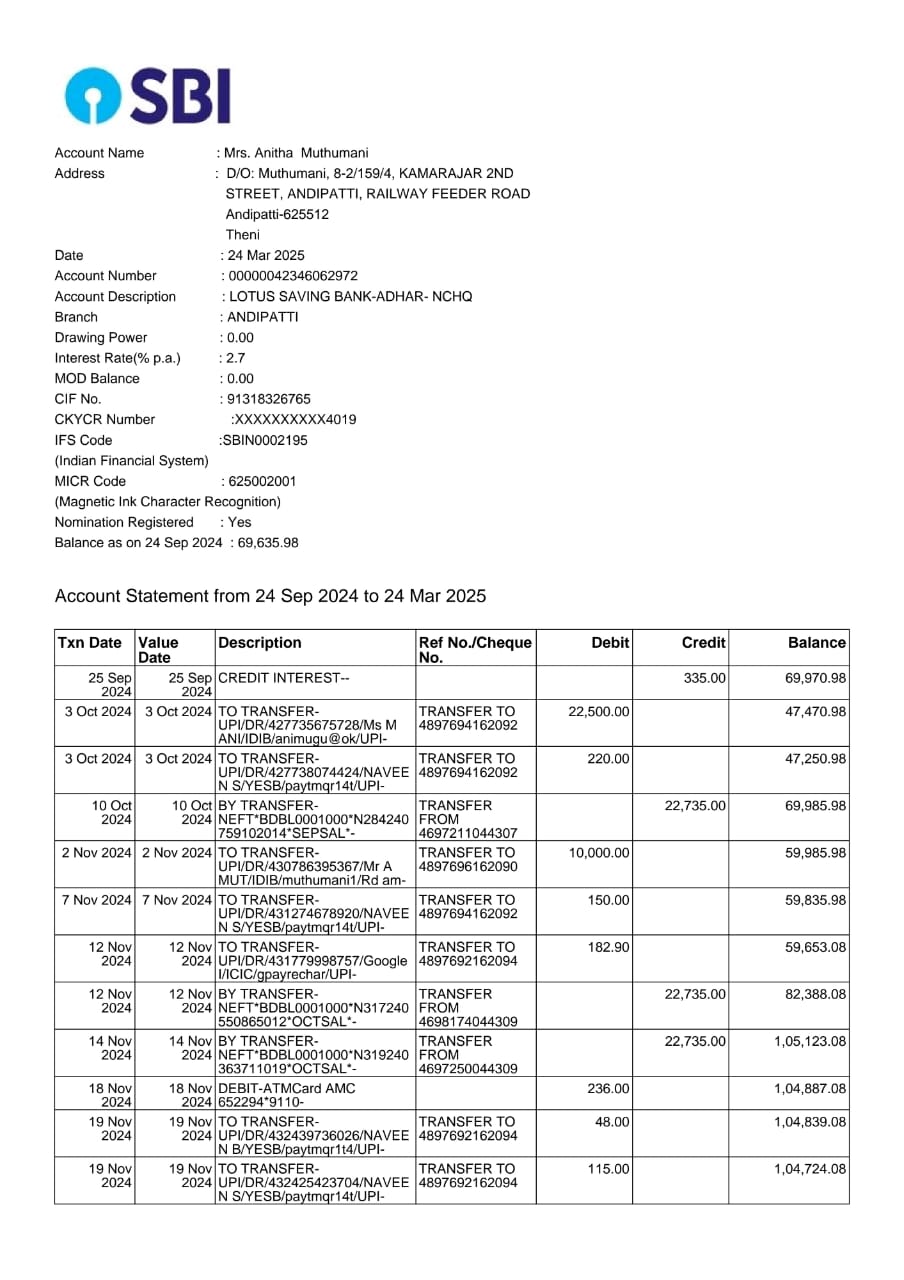 SBI
Account Name : Mrs. Anitha Muthumani
Address : D/O: Muthumani, 8-2/159/4, KAMARAJAR 2ND
STREET, ANDIPATTI, RAILWAY FEEDER ROAD
Andipatti-625512
Theni
Date : 24 Mar 2025
Account Number : 00000042346062972
Account Description : LOTUS SAVING BANK-ADHAR- NCHQ
Branch : ANDIPATTI
Drawing Power : 0.00
Interest Rate(% p.a.) : 2.7
MOD Balance : 0.00
CIF No. : 91318326765
CKYCR Number :XXXXXXXXXX4019
IFS Code :SBIN0002195
(Indian Financial System)
MICR Code : 625002001
(Magnetic Ink Character Recognition)
Nomination Registered : Yes
Balance as on 24 Sep 2024 : 69,635.98
Account Statement from 24 Sep 2024 to 24 Mar 2025
Txn Date Value Description Ref No./Cheque Debit Credit Balance
Date No.
25 Sep 25 Sep CREDIT INTEREST-- 335.00 69,970.98
2024 2024
3 Oct 2024 3 Oct 2024 TO TRANSFER- TRANSFER TO 22,500.00 47,470.98
UPI/DR/427735675728/Ms M 4897694162092
ANI/IDIB/animugu@ok/UPI-
3 Oct 2024 3 Oct 2024 TO TRANSFER- TRANSFER TO 220.00 47,250.98
UPI/DR/427738074424/NAVEE 4897694162092
N S/YESB/paytmqr14t/UPI-
10 Oct 10 Oct BY TRANSFER- TRANSFER 22,735.00 69,985.98
2024 2024 NEFT*BDBL0001000*N284240 FROM
759102014*SEPSAL*- 4697211044307
2 Nov 2024 2 Nov 2024 TO TRANSFER- TRANSFER TO 10,000.00 59,985.98
UPI/DR/430786395367/Mr A 4897696162090
MUT/IDIB/muthumani1/Rd am-
7 Nov 2024 7 Nov 2024 TO TRANSFER- TRANSFER TO 150.00 59,835.98
UPI/DR/431274678920/NAVEE 4897694162092
N S/YESB/paytmqr14t/UPI-
12 Nov 12 Nov TO TRANSFER- TRANSFER TO 182.90 59,653.08
2024 2024 UPI/DR/431779998757/Google 4897692162094
I/ICIC/gpayrechar/UPI-
12 Nov 12 Nov BY TRANSFER- TRANSFER 22,735.00 82,388.08
2024 2024 NEFT*BDBL0001000*N317240 FROM
550865012*OCTSAL*- 4698174044309
14 Nov 14 Nov BY TRANSFER- TRANSFER 22,735.00 1,05,123.08
2024 2024 NEFT*BDBL0001000*N319240 FROM
363711019*OCTSAL*- 4697250044309
18 Nov 18 Nov DEBIT-ATMCard AMC 236.00 1,04,887.08
2024 2024 652294*9110-
19 Nov 19 Nov TO TRANSFER- TRANSFER TO 48.00 1,04,839.08
2024 2024 UPI/DR/432439736026/NAVEE 4897692162094
N B/YESB/paytmqr1t4/UPI-
19 Nov 19 Nov TO TRANSFER- TRANSFER TO 115.00 1,04,724.08
2024 2024 UPI/DR/432425423704/NAVEE 4897692162094
N S/YESB/paytmqr14t/UPI-